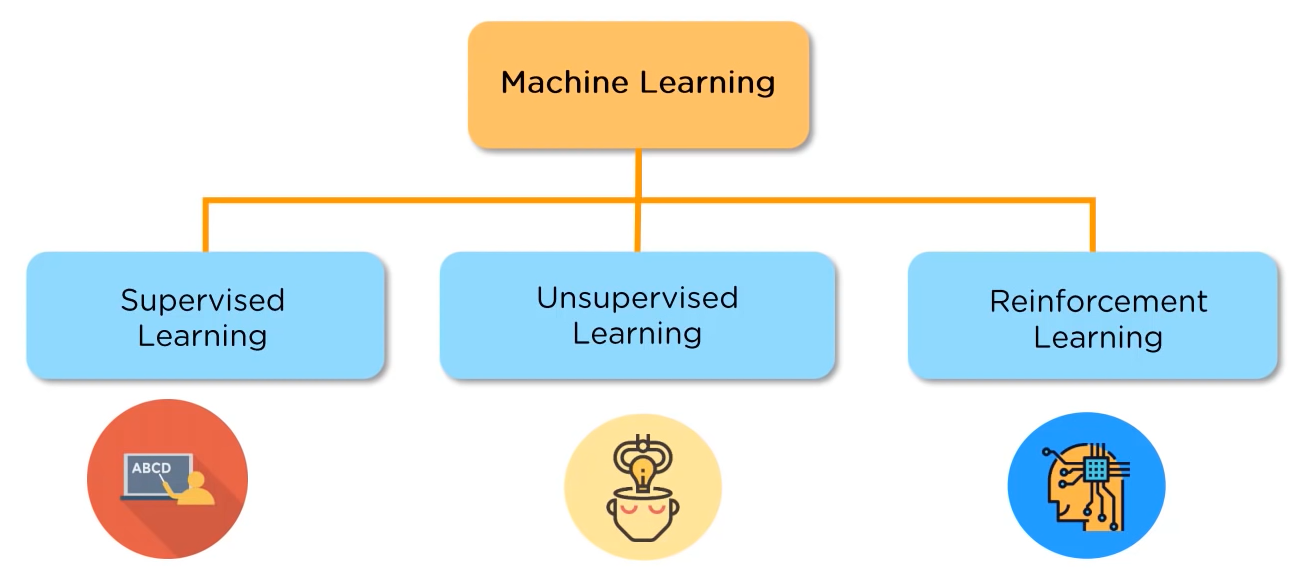 Machine Learning
Supervised
Learning
Unsupervised
Learning
Reinforcement
Learning
ABCD